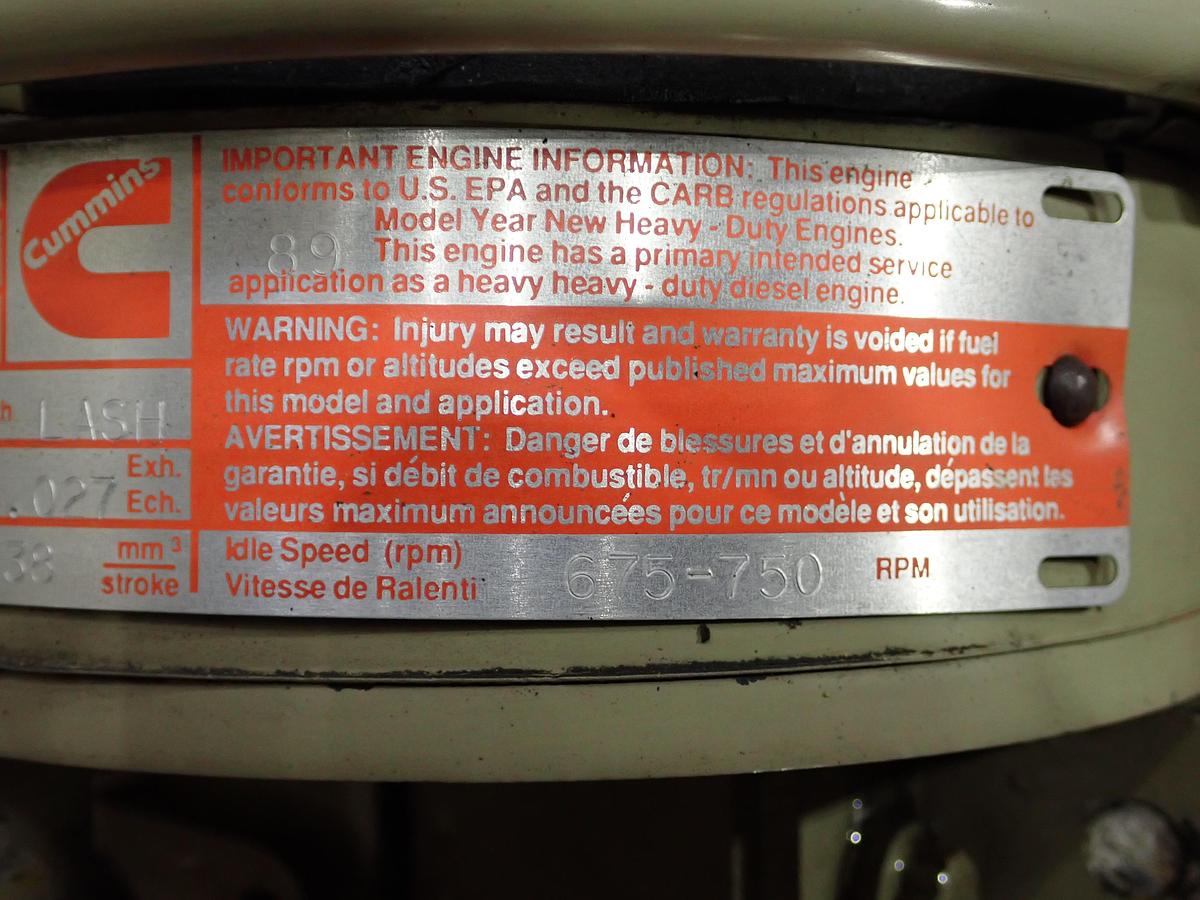 Cummins
IMPORTANT ENGINE INFORMATION: This engine
conforms to U.S. EPA and the CARB regulations applicable to
89 Model Year New Heavy - Duty Engines.
This engine has a primary intended service
application as a heavy heavy - duty diesel engine.
WARNING: Injury may result and warranty is voided if fuel
rate rpm or altitudes exceed published maximum values for
this model and application.
AVERTISSEMENT: Danger de blessures et d'annulation de la
garantie, si débit de combustible, tr/mn ou altitude, dépassent les
valeurs maximum announcées pour ce modèle et son utilisation.
LASH
.027 Exh.
Ech.
38 mm³
stroke
Idle Speed (rpm)
Vitesse de Ralenti 675-750 RPM